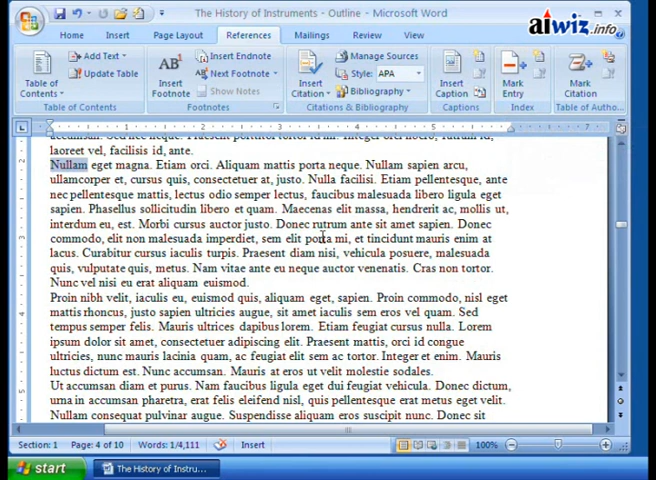 The History of Instruments - Outline - Microsoft Word
aiwiz.info
Home Insert Page Layout References Mailings Review View
Table of Contents
Add Text
Update Table
Table of Contents
AB1
Insert Footnote
Insert Endnote
Next Footnote
Show Notes
Footnotes
Insert Citation
Manage Sources
Style: APA
Bibliography
Citations & Bibliography
Insert Caption
Captions
Mark Entry
Index
Mark Citation
Table of Autho...
laoreet vel, facilisis id, ante.
Nullam eget magna. Etiam orci. Aliquam mattis porta neque. Nullam sapien arcu,
ullamcorper et, cursus quis, consectetuer at, justo. Nulla facilisi. Etiam pellentesque, ante
nec pellentesque mattis, lectus odio semper lectus, faucibus malesuada libero ligula eget
sapien. Phasellus sollicitudin libero et quam. Maecenas elit massa, hendrerit ac, mollis ut,
interdum eu, est. Morbi cursus auctor justo. Donec rutrum ante sit amet sapien. Donec
commodo, elit non malesuada imperdiet, sem elit porta mi, et tincidunt mauris enim at
lacus. Curabitur cursus iaculis turpis. Praesent diam nisi, vehicula posuere, malesuada
quis, vulputate quis, metus. Nam vitae ante eu neque auctor venenatis. Cras non tortor.
Nunc vel nisi eu erat aliquam euismod.
Proin nibh velit, iaculis eu, euismod quis, aliquam eget, sapien. Proin commodo, nisl eget
mattis rhoncus, justo sapien ultricies augue, sit amet iaculis sem eros vel quam. Sed
tempus semper felis. Mauris ultrices dapibus lorem. Etiam feugiat cursus nulla. Lorem
ipsum dolor sit amet, consectetuer adipiscing elit. Praesent mattis, orci id congue
ultricies, nunc mauris lacinia quam, ac feugiat elit sem ac tortor. Integer et enim. Mauris
luctus dictum est. Nunc accumsan. Mauris at eros ut velit molestie sodales.
Ut accumsan diam et purus. Nam faucibus ligula eget dui feugiat vehicula. Donec dictum,
urna in accumsan pharetra, erat felis eleifend nisl, quis pellentesque erat eget velit.
Nullam consequat pulvinar augue. Suspendisse aliquam eros suscipit nunc. Donec sit
Section: 1 Page: 4 of 10 Words: 1/4,111 Insert 100%
start The History of Instru...